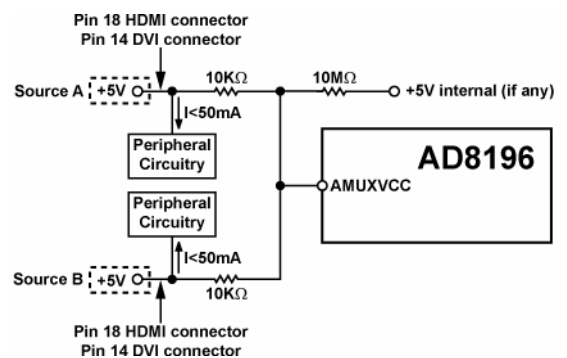 Pin 18 HDMI connector
Pin 14 DVI connector
Source A
+5V
10KΩ
10MΩ
+5V internal (if any)
I<50mA
Peripheral
Circuitry
AD8196
AMUXVCC
Peripheral
Circuitry
I<50mA
Source B
+5V
10KΩ
Pin 18 HDMI connector
Pin 14 DVI connector